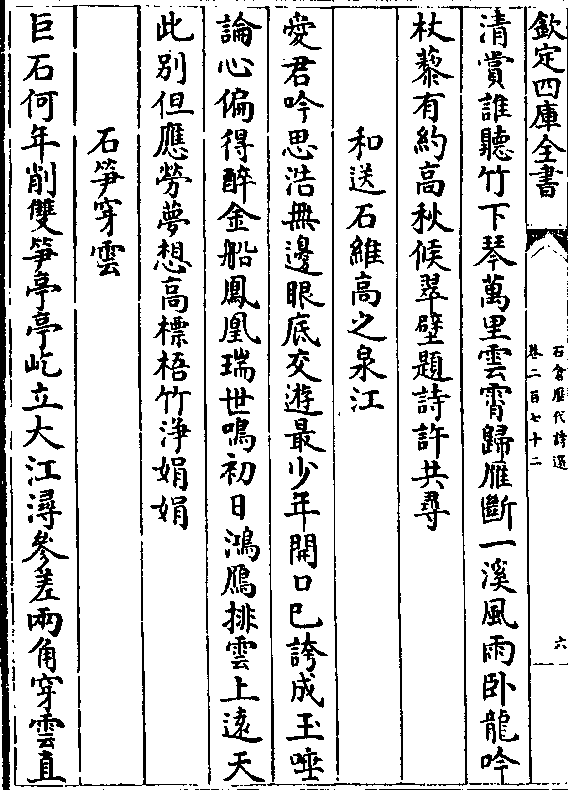 欽定四庫全書
石倉歷代詩選
卷二百七十二
六
清賞誰聽竹下琴萬里雲霄歸雁斷一溪風雨卧龍吟
杖藜有約高秋候翠壁題詩許共尋
和送石維高之泉江
愛君吟思浩無邊眼底交遊最少年開口已誇成玉唾
論心偏得醉金船鳳凰瑞世鳴初日鴻鴈排雲上遠天
此别但應勞夢想高標梧竹浄娟娟
石笋穿雲
巨石何年削雙笋亭亭屹立大江潯參差兩角穿雲直